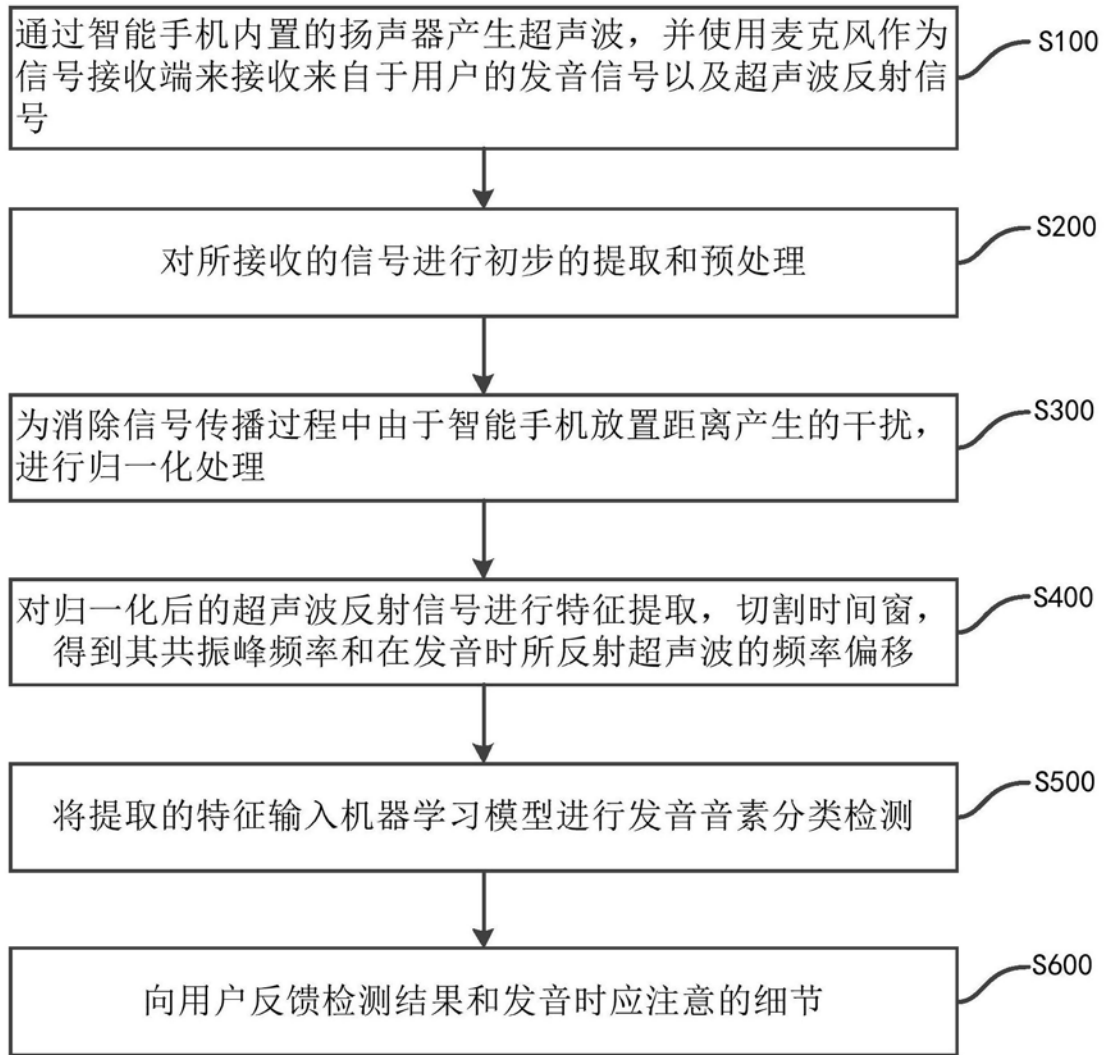 通过智能手机内置的扬声器产生超声波，并使用麦克风作为
信号接收端来接收来自于用户的发音信号以及超声波反射信
号
S100
对所接收的信号进行初步的提取和预处理
S200
为消除信号传播过程中由于智能手机放置距离产生的干扰，
进行归一化处理
S300
对归一化后的超声波反射信号进行特征提取，切割时间窗，
得到其共振峰频率和在发音时所反射超声波的频率偏移
S400
将提取的特征输入机器学习模型进行发音音素分类检测
S500
向用户反馈检测结果和发音时应注意的细节
S600